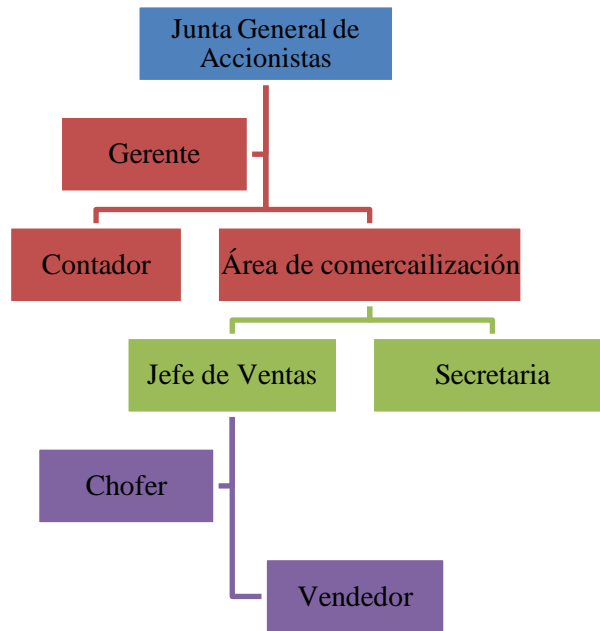 Junta General de
Accionistas
Gerente
Contador
Área de comercailización
Jefe de Ventas
Secretaria
Chofer
Vendedor